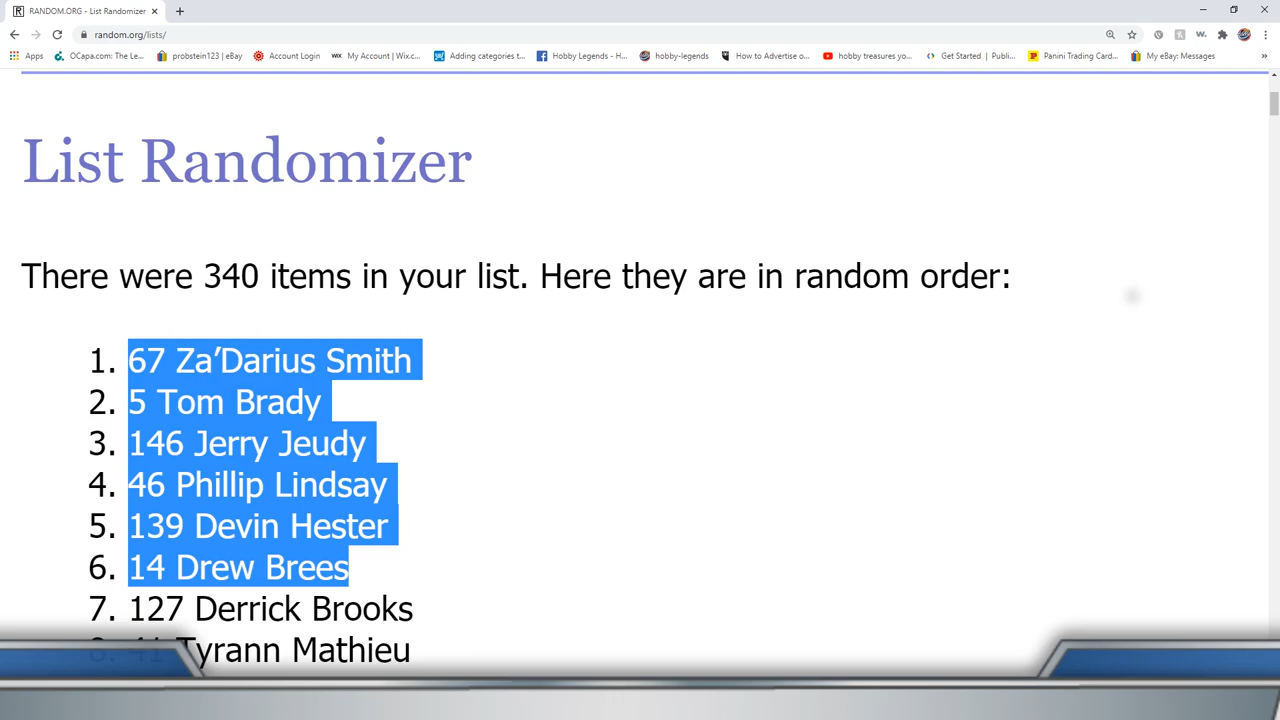 RANDOM.ORG - List Randomizer
random.org/lists/
Apps OCapa.com: The Le... probstein123 | eBay Account Login My Account | Wix.c... Adding categories t... Hobby Legends - H... hobby-legends How to Advertise o... hobby treasures yo... Get Started | Publi... Panini Trading Card... My eBay: Messages »
List Randomizer
There were 340 items in your list. Here they are in random order:
1. 67 Za’Darius Smith
2. 5 Tom Brady
3. 146 Jerry Jeudy
4. 46 Phillip Lindsay
5. 139 Devin Hester
6. 14 Drew Brees
7. 127 Derrick Brooks
8. 41 Tyrann Mathieu